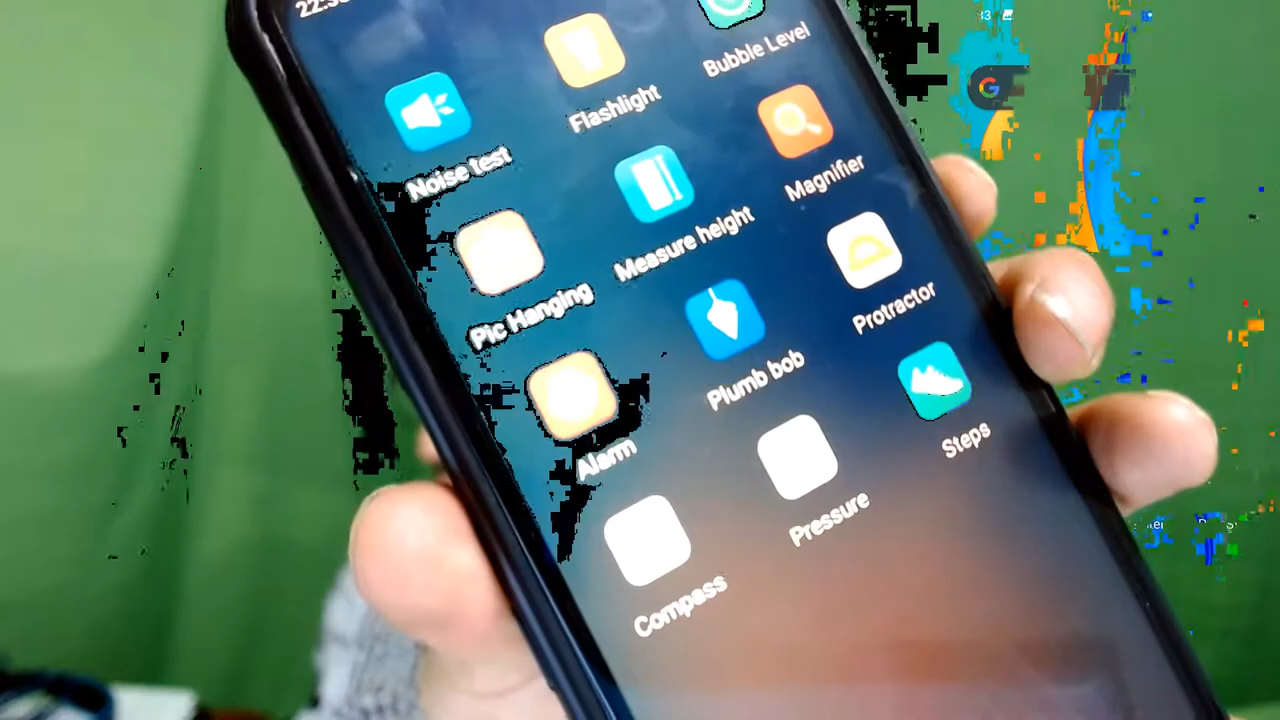 Noise test
Flashlight
Bubble Level
Pic Hanging
Measure height
Magnifier
Alarm
Plumb bob
Protractor
Compass
Pressure
Steps